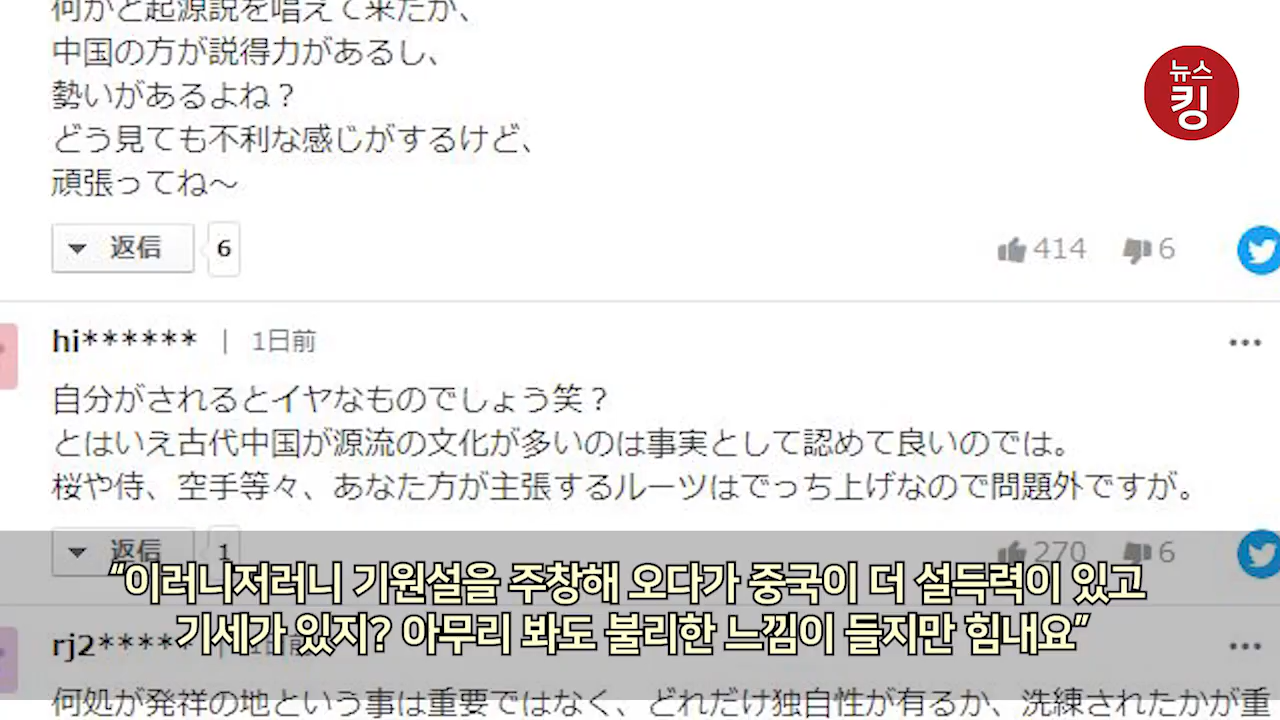 何かと起源説を唱えて来たが、
中国の方が説得力があるし、
勢いがあるよね？
どう見ても不利な感じがするけど、
頑張ってね～
뉴스
킹
返信 6
414 6
hi****** | 1日前
自分がされるとイヤなものでしょう笑？
とはいえ古代中国が源流の文化が多いのは事実として認めて良いのでは。
桜や侍、空手等々、あなた方が主張するルーツはでっち上げなので問題外ですが。
返信 1
270 6
“이러니저러니 기원설을 주창해 오다가 중국이 더 설득력이 있고
기세가 있지? 아무리 봐도 불리한 느낌이 들지만 힘내요”
rj2***** | 1日前
何処が発祥の地という事は重要ではなく、どれだけ独自性が有るか、洗練されたかが重